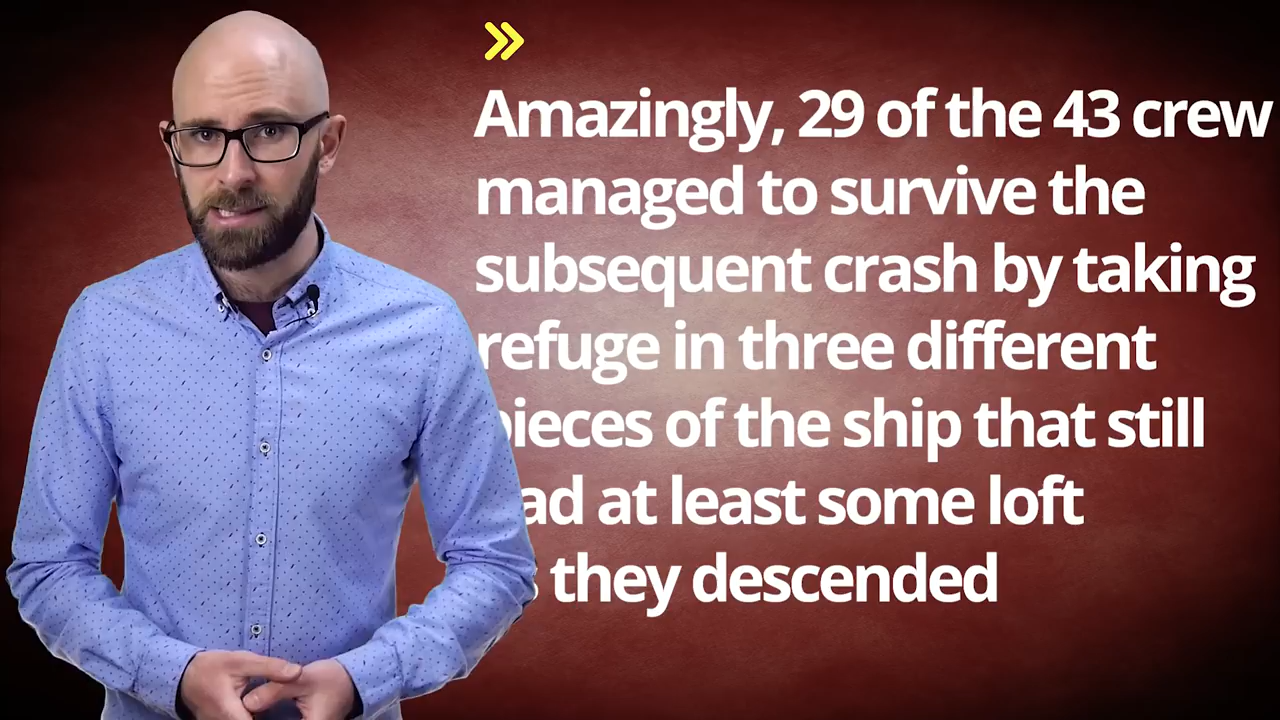 Amazingly, 29 of the 43 crew
managed to survive the
subsequent crash by taking
refuge in three different
pieces of the ship that still
had at least some loft
they descended